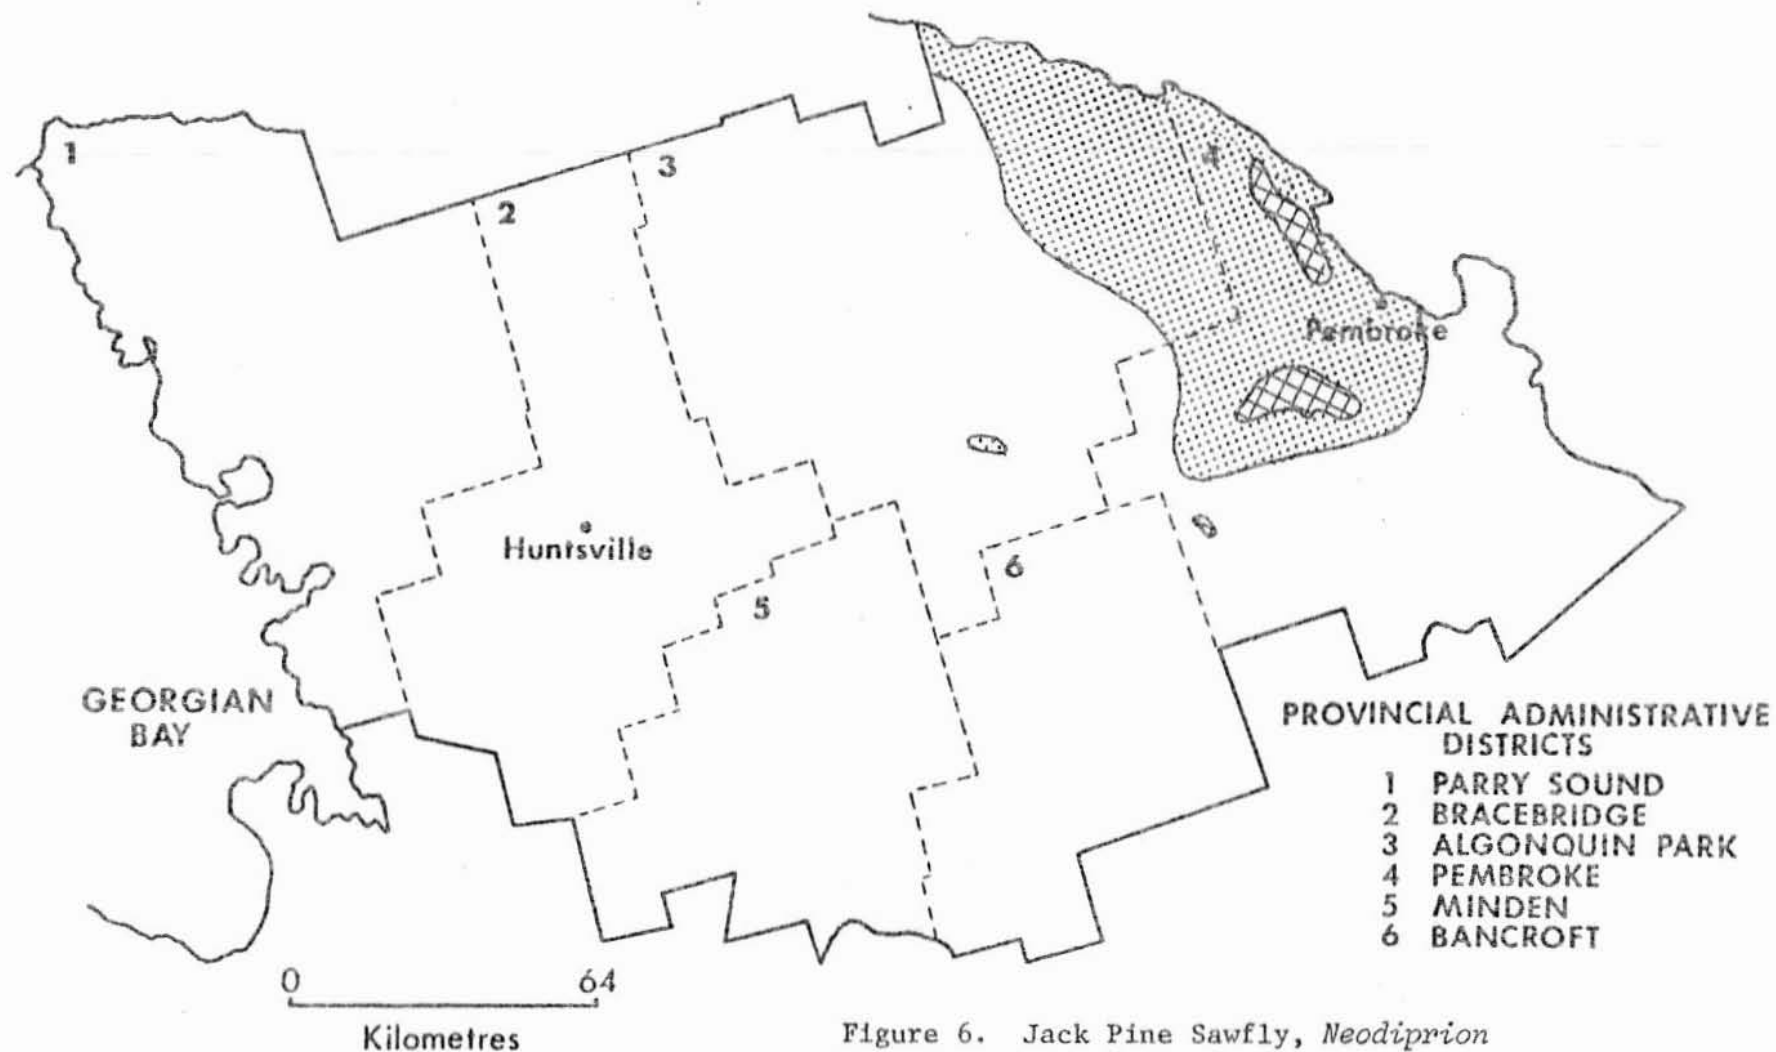 1
2
3
4
Pembroke
Huntsville
5
6
GEORGIAN
BAY
PROVINCIAL ADMINISTRATIVE
DISTRICTS
1 PARRY SOUND
2 BRACEBRIDGE
3 ALGONQUIN PARK
4 PEMBROKE
5 MINDEN
6 BANCROFT
0 64
Kilometres
Figure 6. Jack Pine Sawfly, Neodiprion